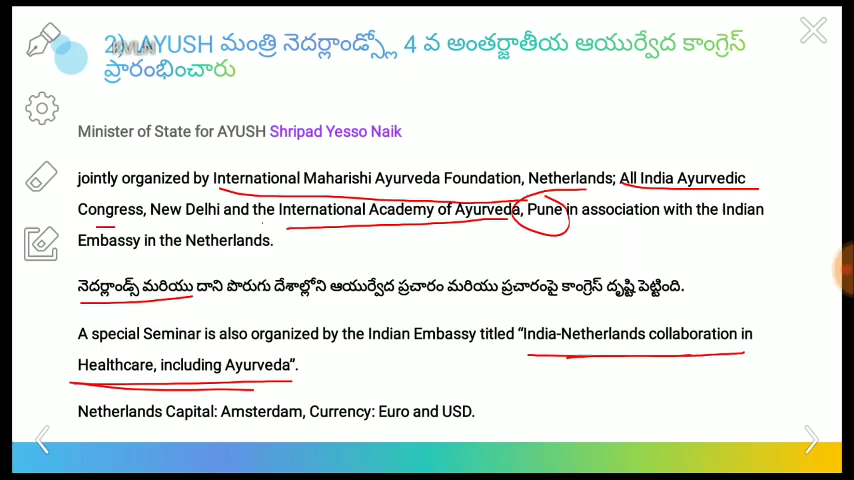 2) AYUSH మంత్రి నెదర్లాండ్స్లో 4 వ అంతర్జాతీయ ఆయుర్వేద కాంగ్రెస్
ప్రారంభించారు
Minister of State for AYUSH Shripad Yesso Naik
jointly organized by International Maharishi Ayurveda Foundation, Netherlands; All India Ayurvedic
Congress, New Delhi and the International Academy of Ayurveda, Pune in association with the Indian
Embassy in the Netherlands.
నెదర్లాండ్స్ మరియు దాని పొరుగు దేశాల్లోని ఆయుర్వేద ప్రచారం మరియు ప్రచారంపై కాంగ్రెస్ దృష్టి పెట్టింది.
A special Seminar is also organized by the Indian Embassy titled “India-Netherlands collaboration in
Healthcare, including Ayurveda”.
Netherlands Capital: Amsterdam, Currency: Euro and USD.